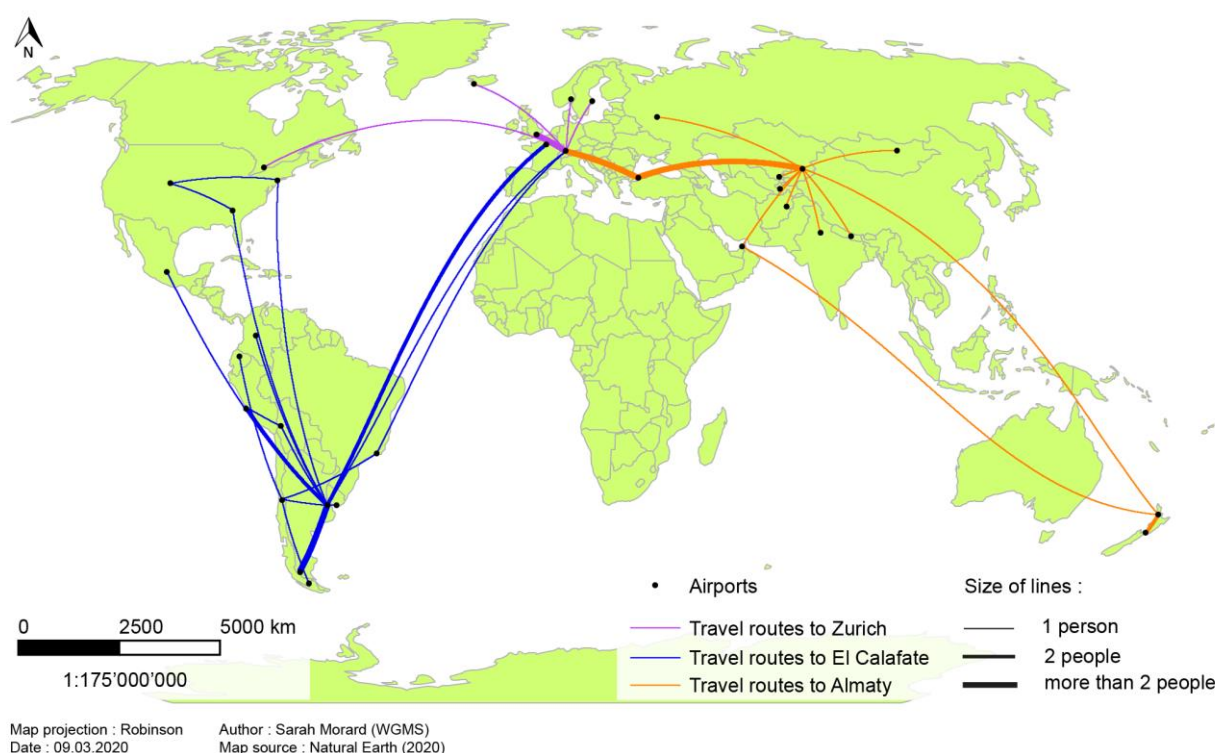 N
Airports
Size of lines :
0 2500 5000 km
Travel routes to Zurich
1 person
Travel routes to El Calafate
2 people
1:175’000’000
Travel routes to Almaty
more than 2 people
Map projection : Robinson Author : Sarah Morard (WGMS)
Date : 09.03.2020 Map source : Natural Earth (2020)